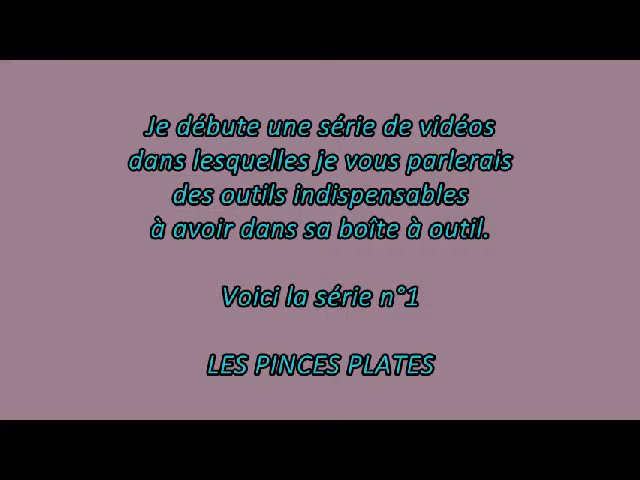 Je débute une série de vidéos
dans lesquelles je vous parlerais
des outils indispensables
à avoir dans sa boîte à outil.
Voici la série n°1
LES PINCES PLATES